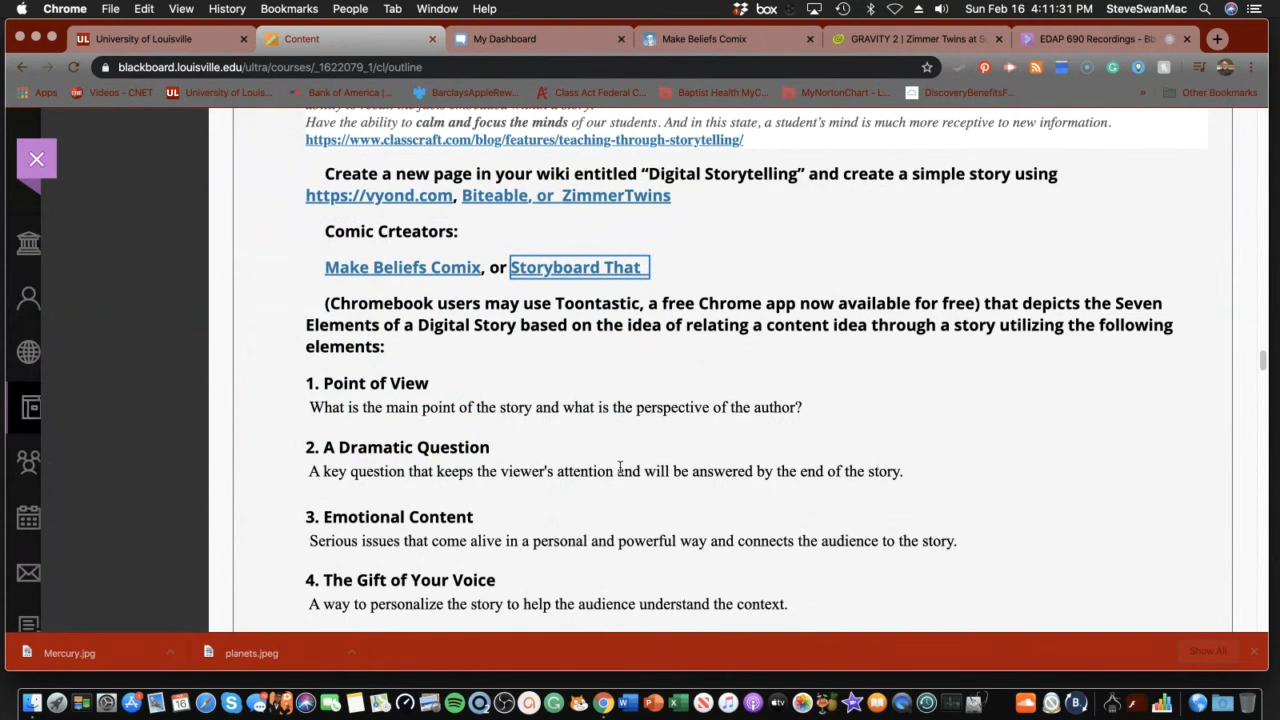 Chrome File Edit View History Bookmarks People Tab Window Help box Sun Feb 16 4:11:31 PM SteveSwanMac
University of Louisville Content My Dashboard Make Beliefs Comix GRAVITY 2 | Zimmer Twins at S EDAP 690 Recordings - Bb
blackboard.louisville.edu/ultra/courses/_1622079_1/cl/outline
Apps Videos - CNET University of Louis... Bank of America |... BarclaysAppleRew... Class Act Federal C... Baptist Health MyC... MyNortonChart - L... DiscoveryBenefitsF... » Other Bookmarks
ability to recall the facts embedded within a story.
Have the ability to calm and focus the minds of our students. And in this state, a student's mind is much more receptive to new information.
https://www.classcraft.com/blog/features/teaching-through-storytelling/
Create a new page in your wiki entitled “Digital Storytelling” and create a simple story using
https://vyond.com, Biteable, or ZimmerTwins
Comic Crteators:
Make Beliefs Comix, or Storyboard That
(Chromebook users may use Toontastic, a free Chrome app now available for free) that depicts the Seven
Elements of a Digital Story based on the idea of relating a content idea through a story utilizing the following
elements:
1. Point of View
What is the main point of the story and what is the perspective of the author?
2. A Dramatic Question
A key question that keeps the viewer's attention and will be answered by the end of the story.
3. Emotional Content
Serious issues that come alive in a personal and powerful way and connects the audience to the story.
4. The Gift of Your Voice
A way to personalize the story to help the audience understand the context.
Mercury.jpg planets.jpeg Show All